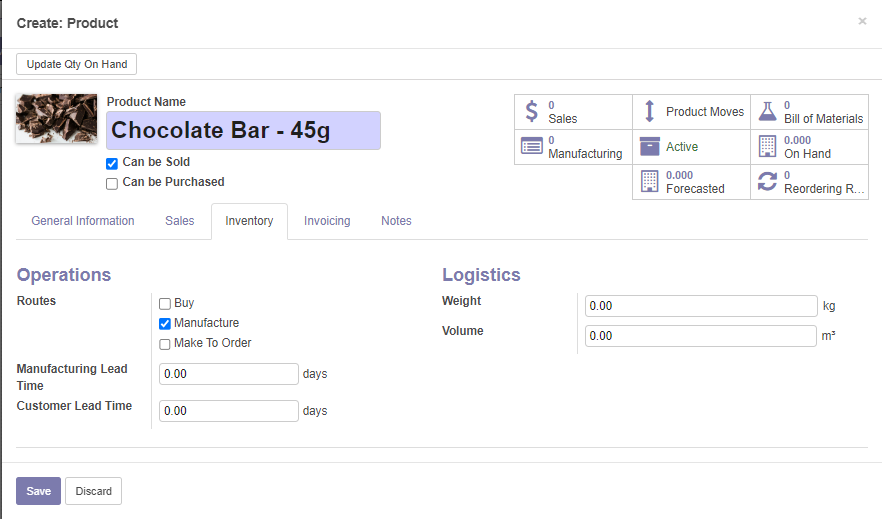 Create: Product
×
Update Qty On Hand
Product Name
Chocolate Bar - 45g
Can be Sold
Can be Purchased
0
Sales
Product Moves
0
Bill of Materials
0
Manufacturing
Active
0.000
On Hand
0.000
Forecasted
0
Reordering R...
General Information Sales Inventory Invoicing Notes
Operations
Routes
Buy
Manufacture
Make To Order
Manufacturing Lead
Time
0.00 days
Customer Lead Time 0.00 days
Logistics
Weight 0.00 kg
Volume 0.00 m³
Save Discard